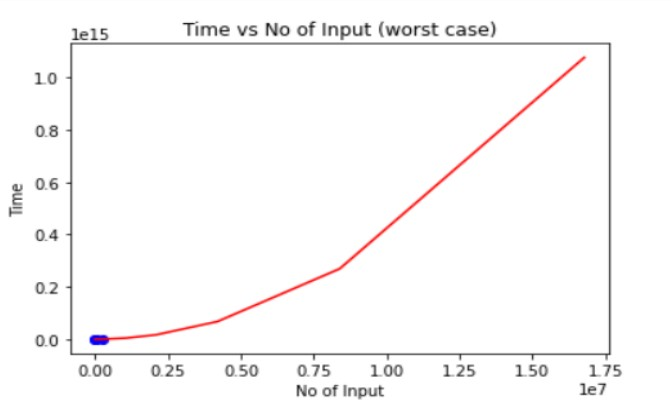 Time vs No of Input (worst case)
1e15
1.0
0.8
0.6
0.4
0.2
0.0
Time
0.00 0.25 0.50 0.75 1.00 1.25 1.50 1.75
No of Input
1e7